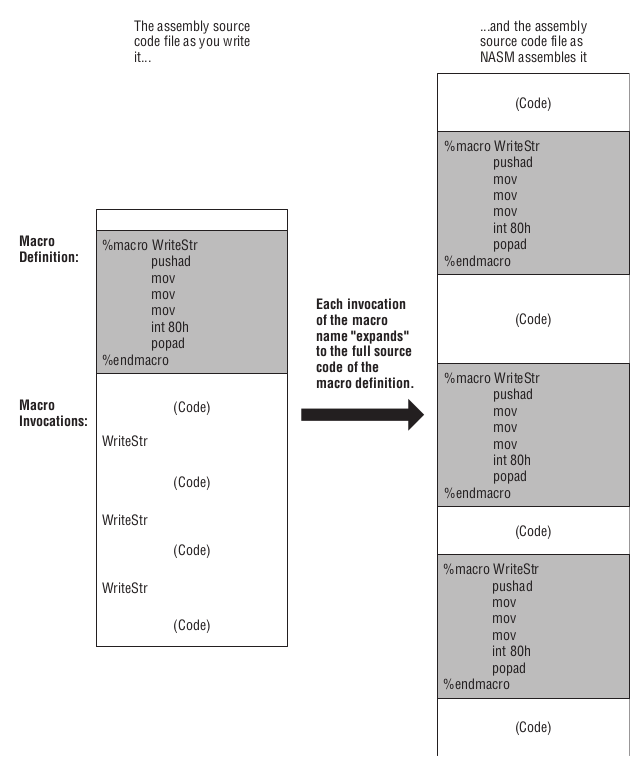 The assembly source
code file as you write
it...
...and the assembly
source code file as
NASM assembles it
Macro
Definition:
%macro WriteStr
pushad
mov
mov
mov
int 80h
popad
%endmacro
Macro
Invocations:
(Code)
WriteStr
(Code)
WriteStr
(Code)
WriteStr
(Code)
Each invocation
of the macro
name "expands"
to the full source
code of the
macro definition.
(Code)
%macro WriteStr
pushad
mov
mov
mov
int 80h
popad
%endmacro
(Code)
%macro WriteStr
pushad
mov
mov
mov
int 80h
popad
%endmacro
(Code)
%macro WriteStr
pushad
mov
mov
mov
int 80h
popad
%endmacro
(Code)